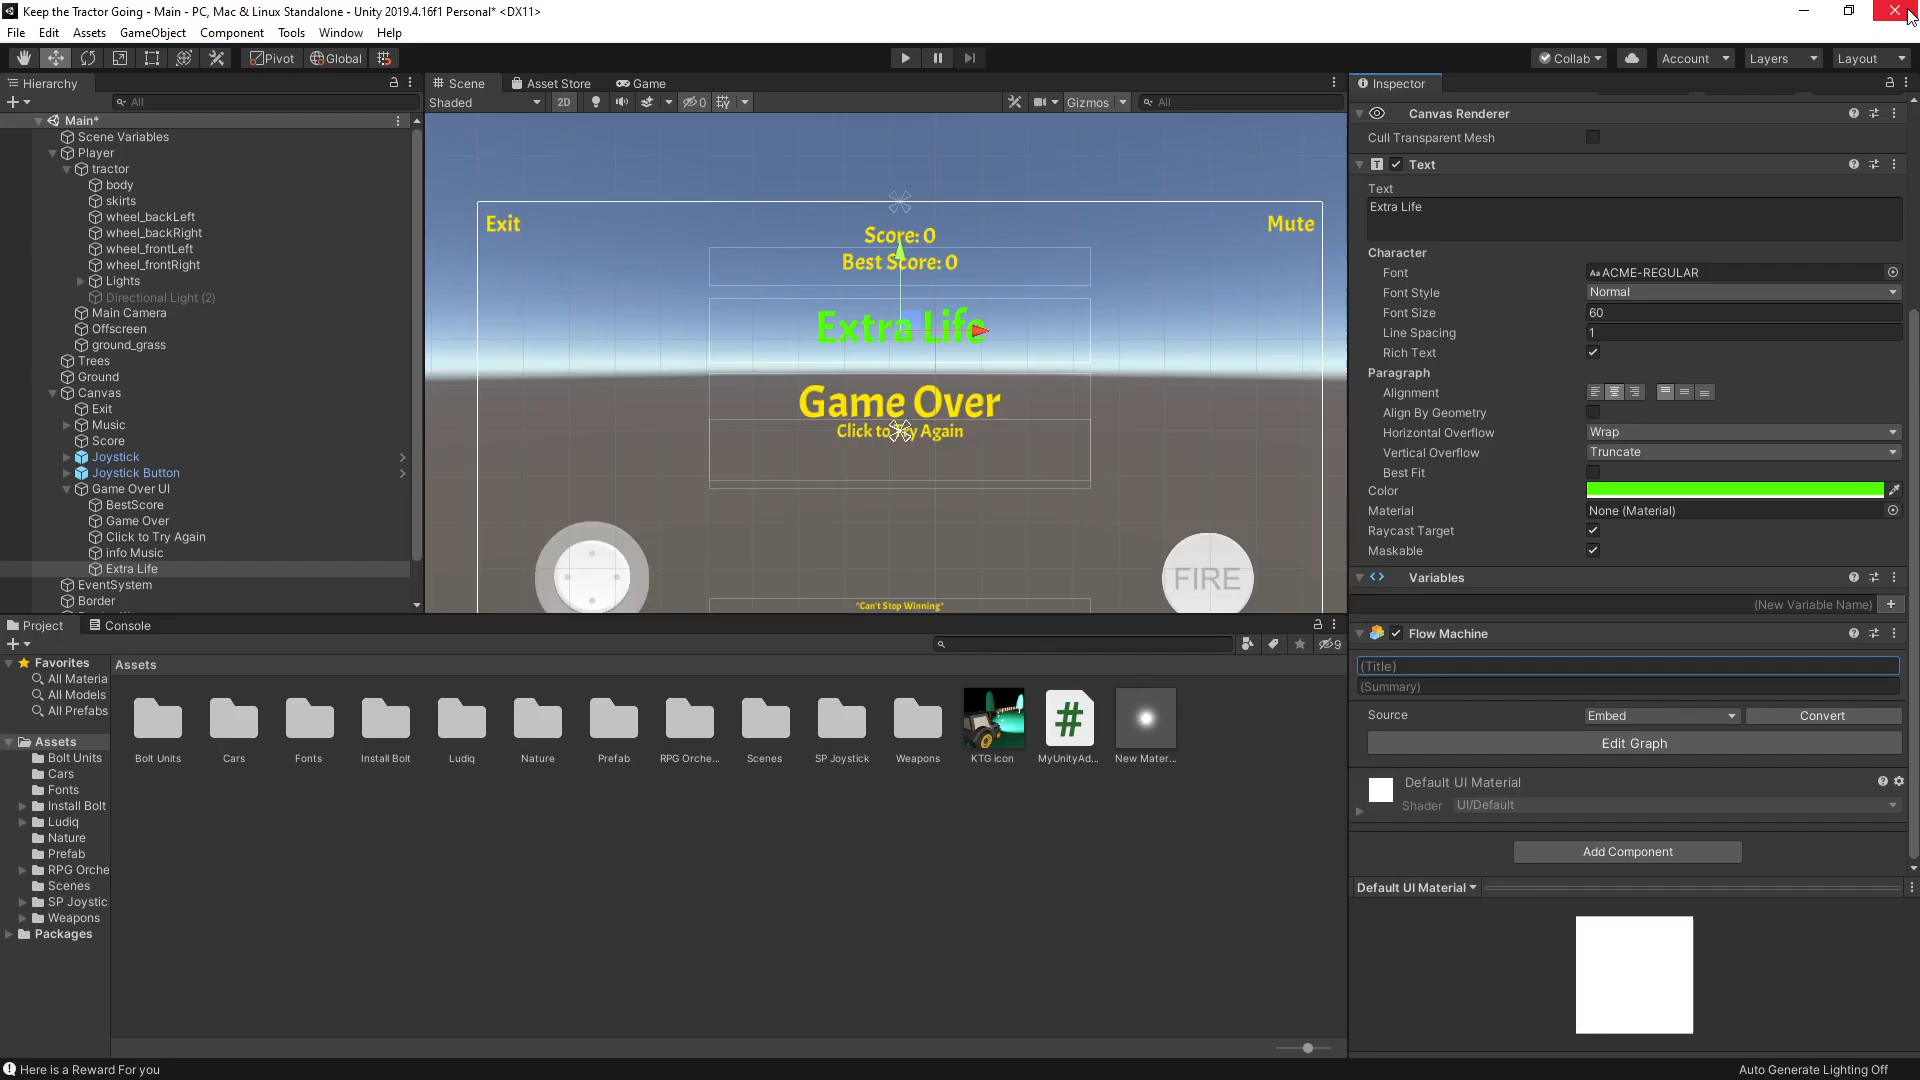 Keep the Tractor Going - Main - PC, Mac & Linux Standalone - Unity 2019.4.16f1 Personal* <DX11>
File Edit Assets GameObject Component Tools Window Help
Pivot Global Collab Account Layers Layout
Hierarchy
All
Main*
Scene Variables
Player
tractor
body
skirts
wheel_backLeft
wheel_backRight
wheel_frontLeft
wheel_frontRight
Lights
Directional Light (2)
Main Camera
Offscreen
ground_grass
Trees
Ground
Canvas
Exit
Music
Score
Joystick
Joystick Button
Game Over UI
BestScore
Game Over
Click to Try Again
info Music
Extra Life
EventSystem
Border
Scene Asset Store Game
Shaded 2D 0 Gizmos All
Exit Mute
Score: 0
Best Score: 0
Extra Life
Game Over
Click to Try Again
FIRE
*Can't Stop Winning*
Inspector
Canvas Renderer
Cull Transparent Mesh
Text
Text
Extra Life
Character
Font ACME-REGULAR
Font Style Normal
Font Size 60
Line Spacing 1
Rich Text
Paragraph
Alignment
Align By Geometry
Horizontal Overflow Wrap
Vertical Overflow Truncate
Best Fit
Color
Material None (Material)
Raycast Target
Maskable
Variables
(New Variable Name)
Flow Machine
(Title)
(Summary)
Source Embed Convert
Edit Graph
Default UI Material
Shader UI/Default
Add Component
Default UI Material
Project Console
9
Favorites
All Materia
All Models
All Prefabs
Assets
Bolt Units
Cars
Fonts
Install Bolt
Ludiq
Nature
Prefab
RPG Orche
Scenes
SP Joystic
Weapons
Packages
Assets
Bolt Units Cars Fonts Install Bolt Ludiq Nature Prefab RPG Orche... Scenes SP Joystick Weapons KTG icon MyUnityAd... New Mater...
Here is a Reward For you
Auto Generate Lighting Off